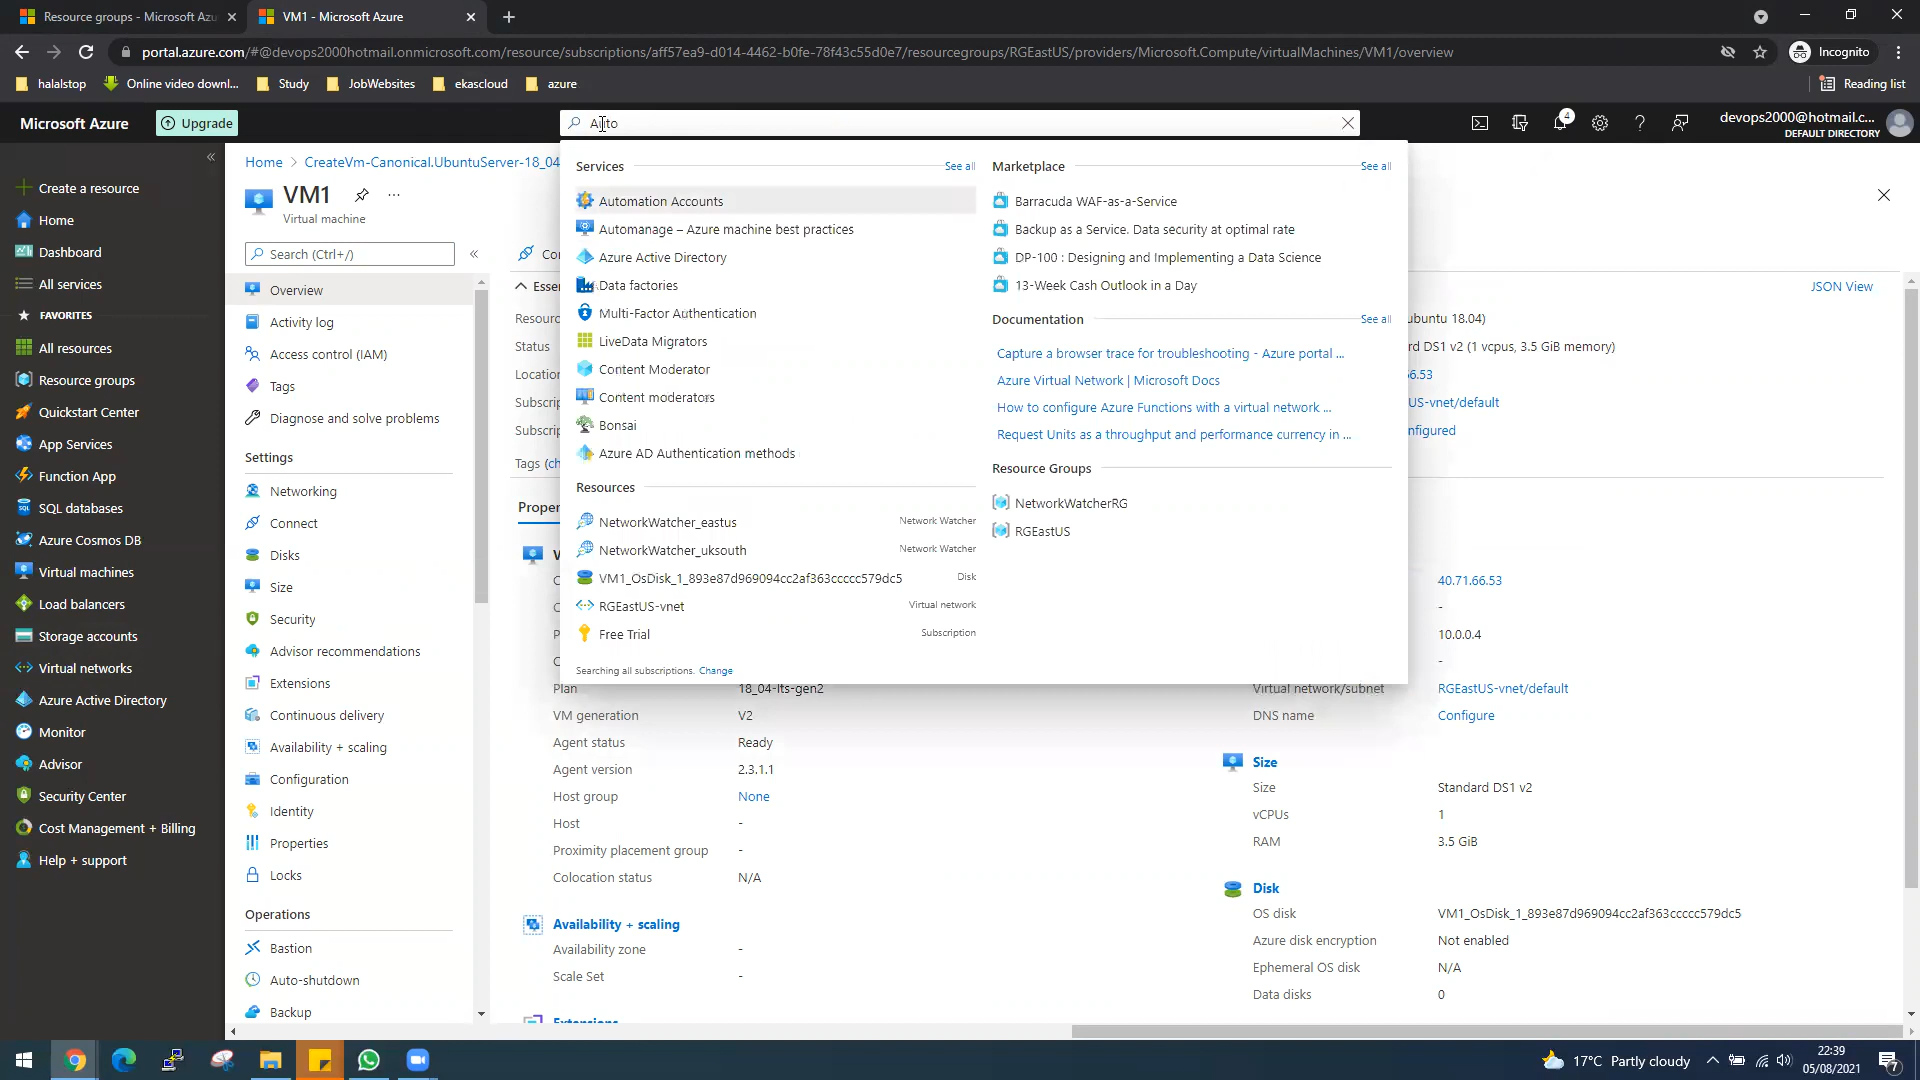 Resource groups - Microsoft Azu
VM1 - Microsoft Azure
portal.azure.com/#@devops2000hotmail.onmicrosoft.com/resource/subscriptions/aff57ea9-d014-4462-b0fe-78f43c55d0e7/resourcegroups/RGEastUS/providers/Microsoft.Compute/virtualMachines/VM1/overview
Incognito
halalstop
Online video downl...
Study
JobWebsites
ekascloud
azure
Reading list
Microsoft Azure
Upgrade
Auto
4
devops2000@hotmail.c...
DEFAULT DIRECTORY
Create a resource
Home
Dashboard
All services
FAVORITES
All resources
Resource groups
Quickstart Center
App Services
Function App
SQL databases
Azure Cosmos DB
Virtual machines
Load balancers
Storage accounts
Virtual networks
Azure Active Directory
Monitor
Advisor
Security Center
Cost Management + Billing
Help + support
Home > CreateVm-Canonical.UbuntuServer-18_04
VM1
Virtual machine
Search (Ctrl+/)
Overview
Activity log
Access control (IAM)
Tags
Diagnose and solve problems
Settings
Networking
Connect
Disks
Size
Security
Advisor recommendations
Extensions
Continuous delivery
Availability + scaling
Configuration
Identity
Properties
Locks
Operations
Bastion
Auto-shutdown
Backup
Services
See all
Automation Accounts
Automanage – Azure machine best practices
Azure Active Directory
Data factories
Multi-Factor Authentication
LiveData Migrators
Content Moderator
Content moderators
Bonsai
Azure AD Authentication methods
Resources
NetworkWatcher_eastus
Network Watcher
NetworkWatcher_uksouth
Network Watcher
VM1_OsDisk_1_893e87d969094cc2af363ccccc579dc5
Disk
RGEastUS-vnet
Virtual network
Free Trial
Subscription
Searching all subscriptions. Change
Marketplace
See all
Barracuda WAF-as-a-Service
Backup as a Service. Data security at optimal rate
DP-100 : Designing and Implementing a Data Science
13-Week Cash Outlook in a Day
Documentation
See all
Capture a browser trace for troubleshooting - Azure portal ...
Azure Virtual Network | Microsoft Docs
How to configure Azure Functions with a virtual network ...
Request Units as a throughput and performance currency in ...
Resource Groups
NetworkWatcherRG
RGEastUS
Co
Essen
Resourc
Status
Locatio
Subscri
Subscri
Tags (ch
Proper
JSON View
ubuntu 18.04)
rd DS1 v2 (1 vcpus, 3.5 GiB memory)
6.53
US-vnet/default
nfigured
40.71.66.53
-
10.0.0.4
-
Plan
18_04-lts-gen2
VM generation
V2
Agent status
Ready
Agent version
2.3.1.1
Host group
None
Host
-
Proximity placement group
-
Colocation status
N/A
Availability + scaling
Availability zone
-
Scale Set
-
Extensions
Virtual network/subnet
RGEastUS-vnet/default
DNS name
Configure
Size
Size
Standard DS1 v2
vCPUs
1
RAM
3.5 GiB
Disk
OS disk
VM1_OsDisk_1_893e87d969094cc2af363ccccc579dc5
Azure disk encryption
Not enabled
Ephemeral OS disk
N/A
Data disks
0
17°C Partly cloudy
22:39
05/08/2021
7